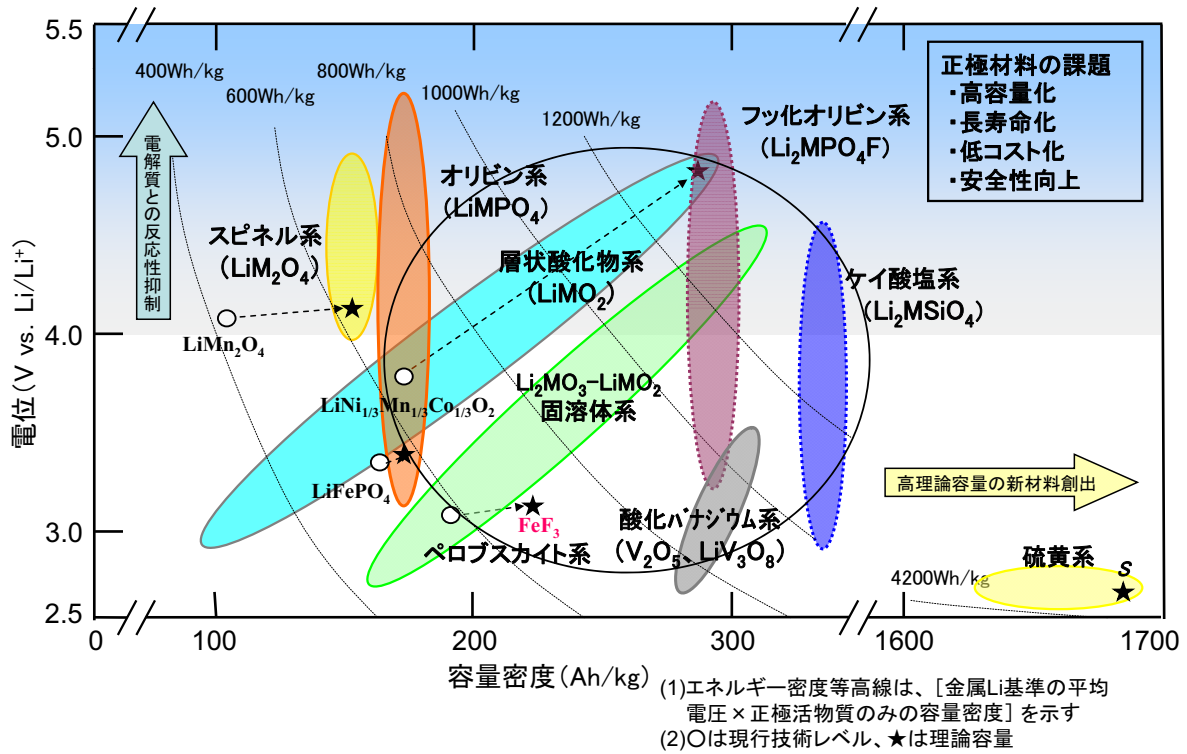 5.5
5.0
4.0
3.0
2.5
電位(V vs. Li/Li⁺)
400Wh/kg
600Wh/kg
800Wh/kg
1000Wh/kg
1200Wh/kg
4200Wh/kg
電解質との反応性抑制
スピネル系
(LiM₂O₄)
オリビン系
(LiMPO₄)
層状酸化物系
(LiMO₂)
フッ化オリビン系
(Li₂MPO₄F)
ケイ酸塩系
(Li₂MSiO₄)
正極材料の課題
・高容量化
・長寿命化
・低コスト化
・安全性向上
LiMn₂O₄
LiNi₁/₃Mn₁/₃Co₁/₃O₂
Li₂MO₃-LiMO₂
固溶体系
LiFePO₄
FeF₃
ペロブスカイト系
酸化バナジウム系
(V₂O₅、LiV₃O₈)
高理論容量の新材料創出
硫黄系
S
0
100
200
300
1600
1700
容量密度(Ah/kg)
(1)エネルギー密度等高線は、[金属Li基準の平均
電圧×正極活物質のみの容量密度]を示す
(2)○は現行技術レベル、★は理論容量